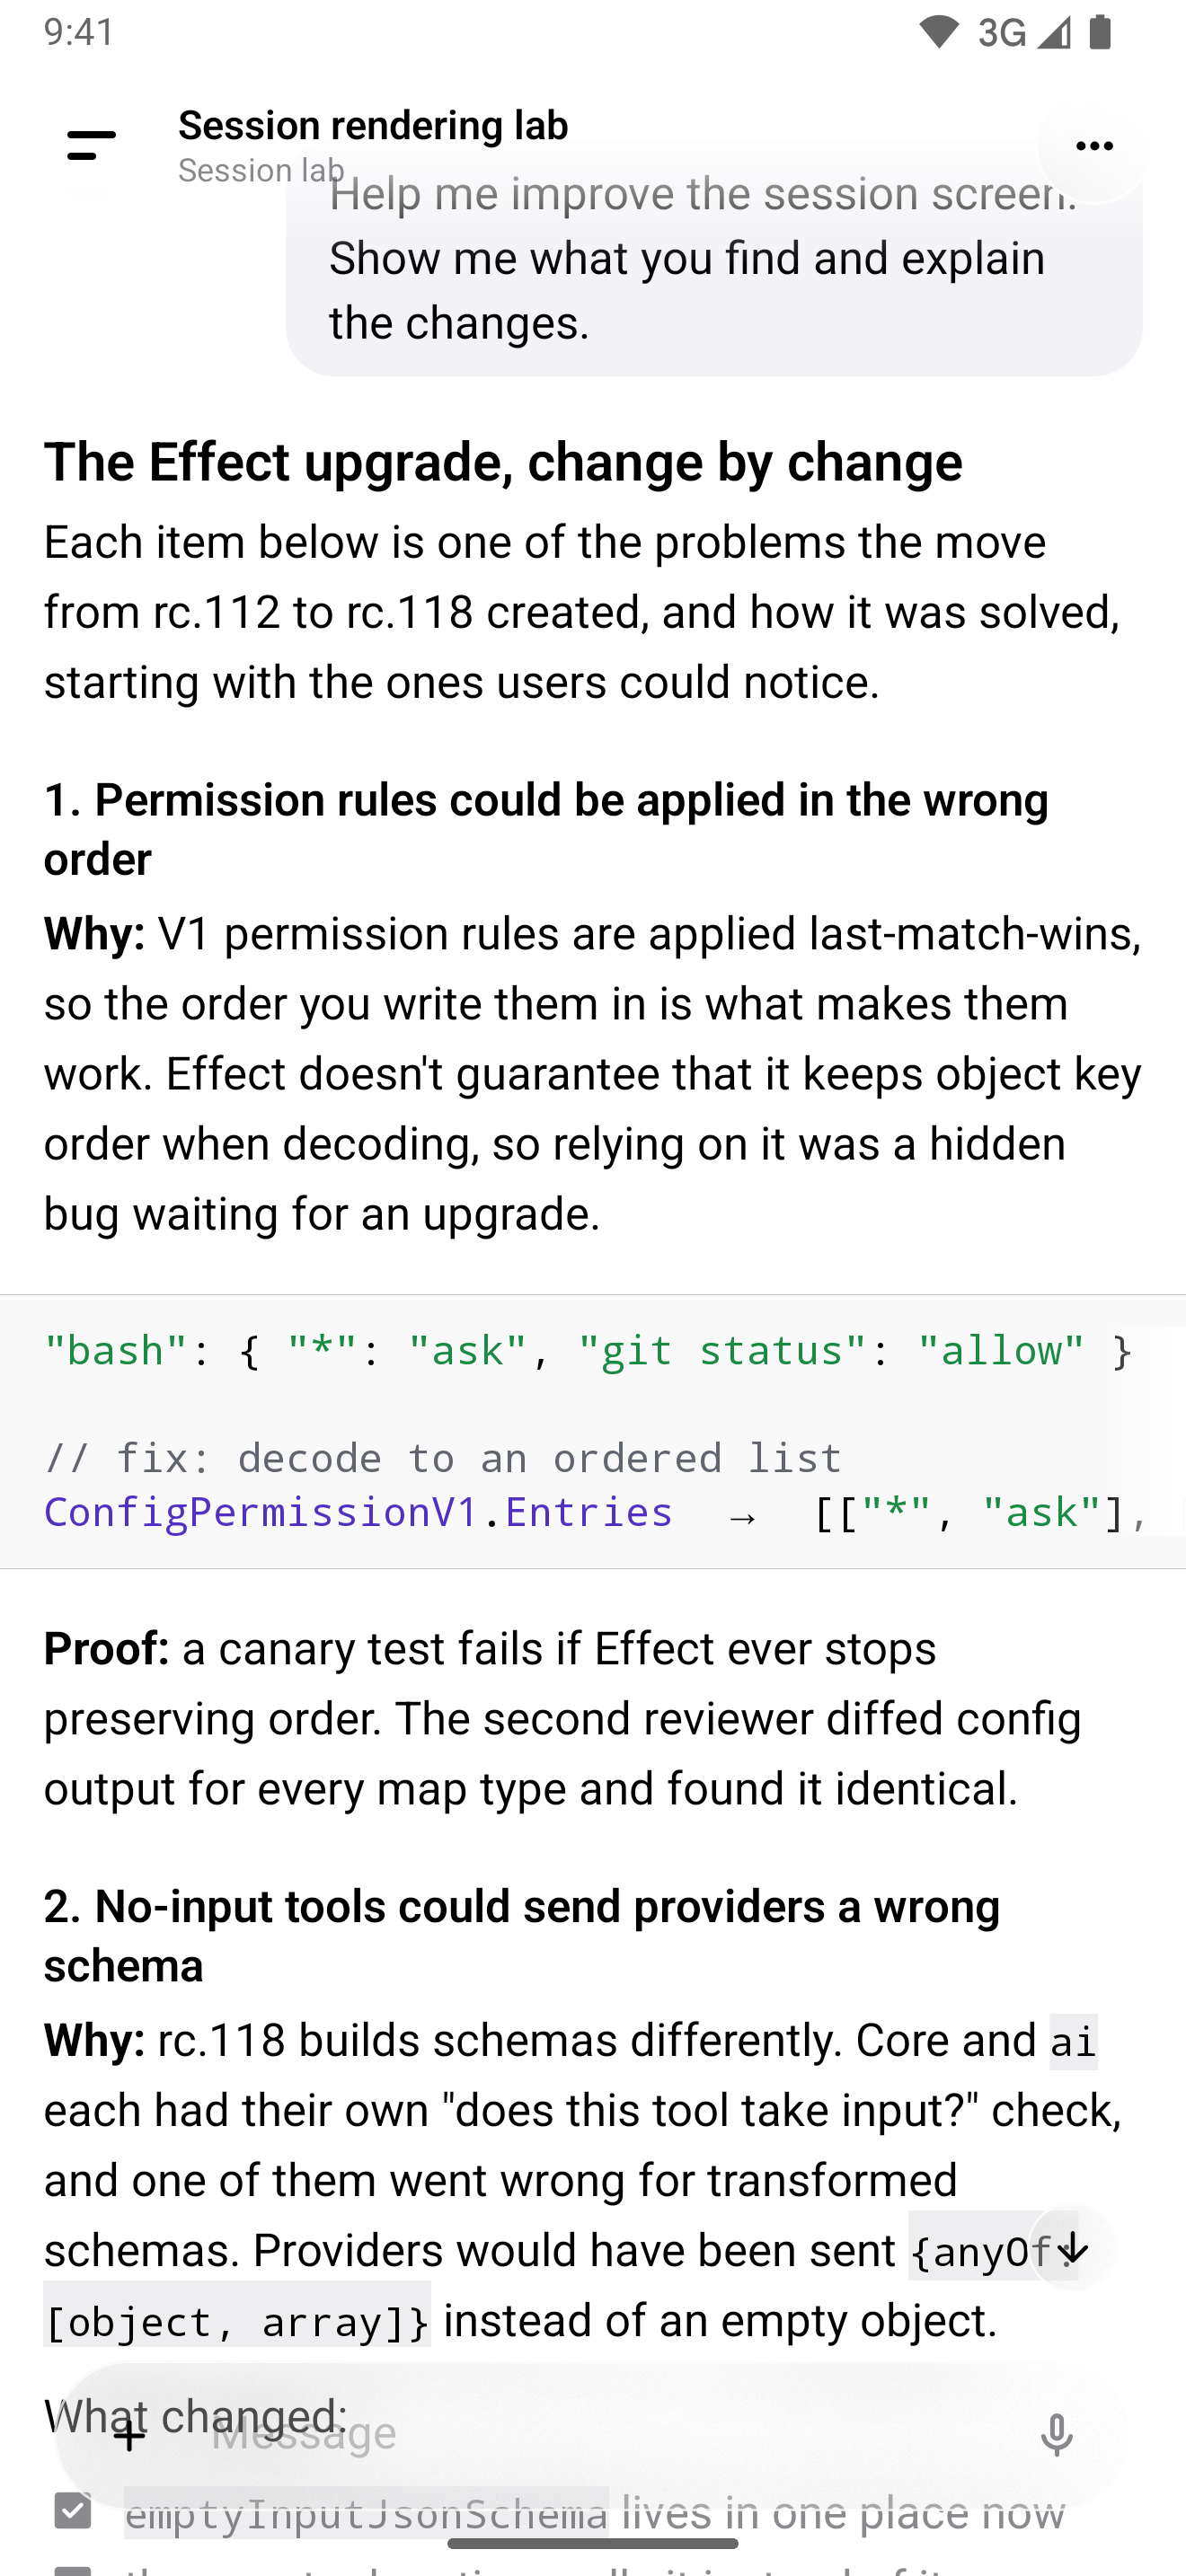 9:41
3G
Session rendering lab
Session lab
Help me improve the session screen.
Show me what you find and explain
the changes.
The Effect upgrade, change by change
Each item below is one of the problems the move
from rc.112 to rc.118 created, and how it was solved,
starting with the ones users could notice.
1. Permission rules could be applied in the wrong
order
Why: V1 permission rules are applied last-match-wins,
so the order you write them in is what makes them
work. Effect doesn't guarantee that it keeps object key
order when decoding, so relying on it was a hidden
bug waiting for an upgrade.
"bash": { "*": "ask", "git status": "allow" }
// fix: decode to an ordered list
ConfigPermissionV1.Entries → [["*", "ask"],
Proof: a canary test fails if Effect ever stops
preserving order. The second reviewer diffed config
output for every map type and found it identical.
2. No-input tools could send providers a wrong
schema
Why: rc.118 builds schemas differently. Core and ai
each had their own "does this tool take input?" check,
and one of them went wrong for transformed
schemas. Providers would have been sent {anyOf:
[object, array]} instead of an empty object.
What changed:
Message
emptyInputJsonSchema lives in one place now